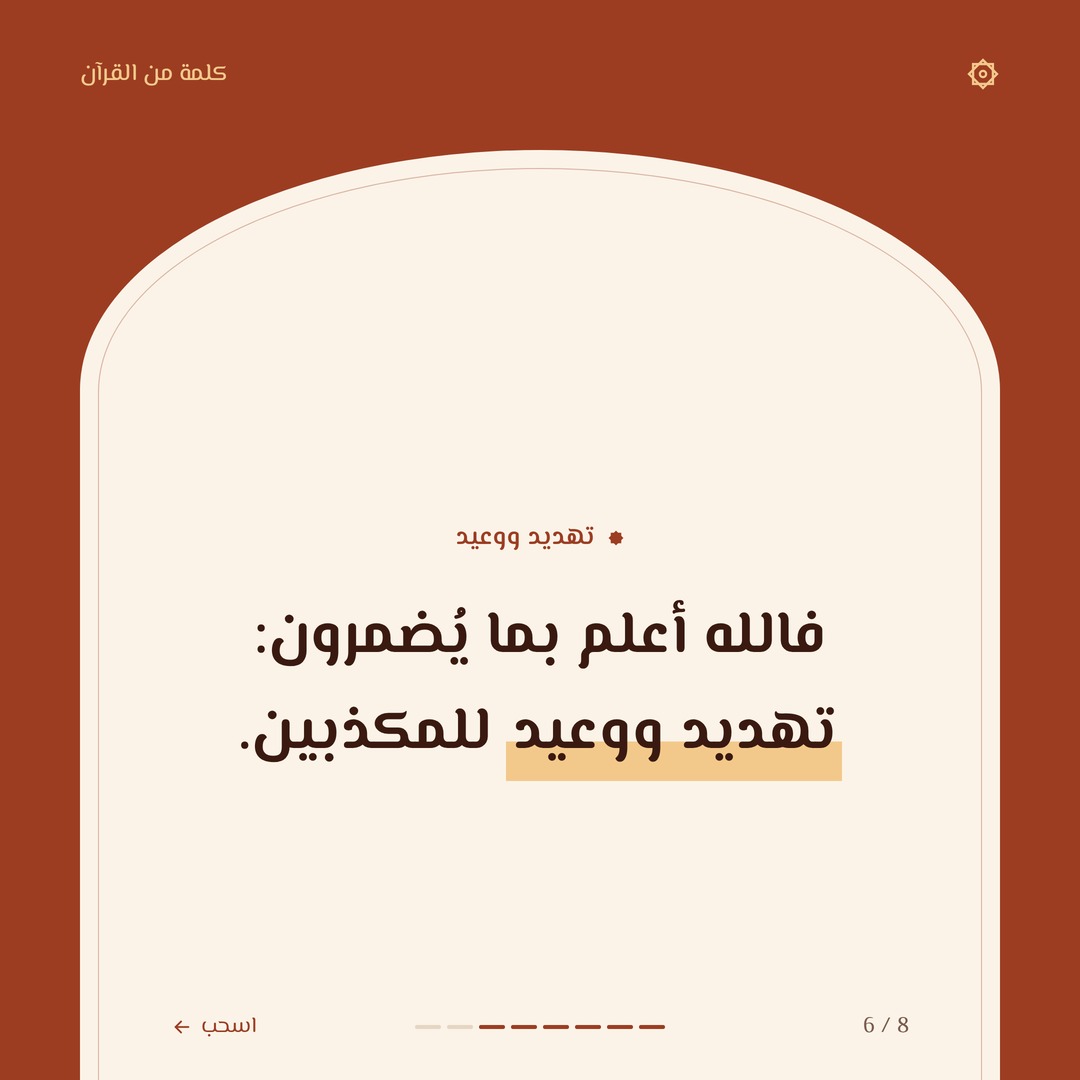 كلمة من القرآن
تهديد ووعيد
فالله أعلم بما يُضمرون:
تهديد ووعيد للمكذبين.
6 / 8
اسحب ←